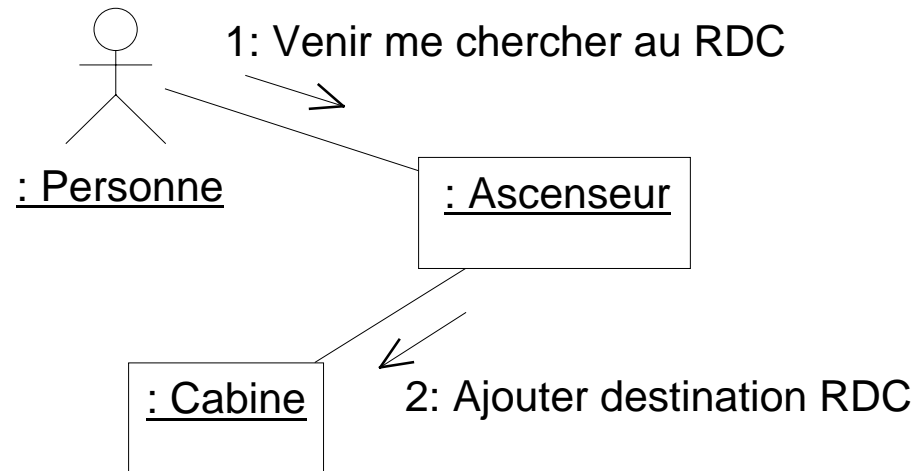 1: Venir me chercher au RDC
: Personne
: Ascenseur
: Cabine
2: Ajouter destination RDC